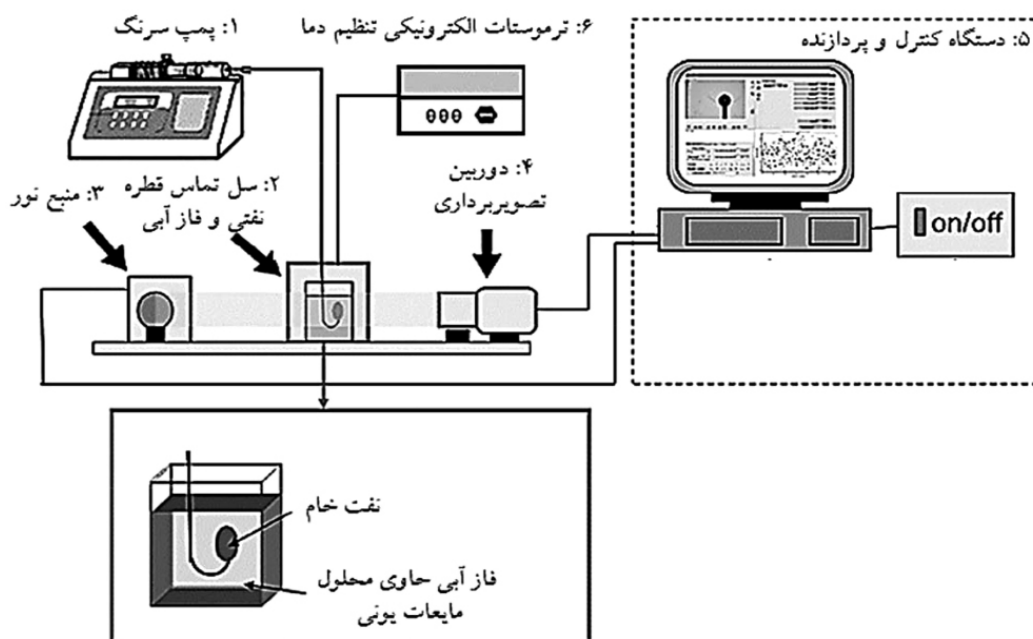 ۱: پمپ سرنگ
۶: ترموستات الکترونیکی تنظیم دما
۵: دستگاه کنترل و پردازنده
000
۲: سل تماس قطره
نفتی و فاز آبی
۳: منبع نور
۴: دوربین
تصویربرداری
on/off
نفت خام
فاز آبی حاوی محلول
مایعات یونی